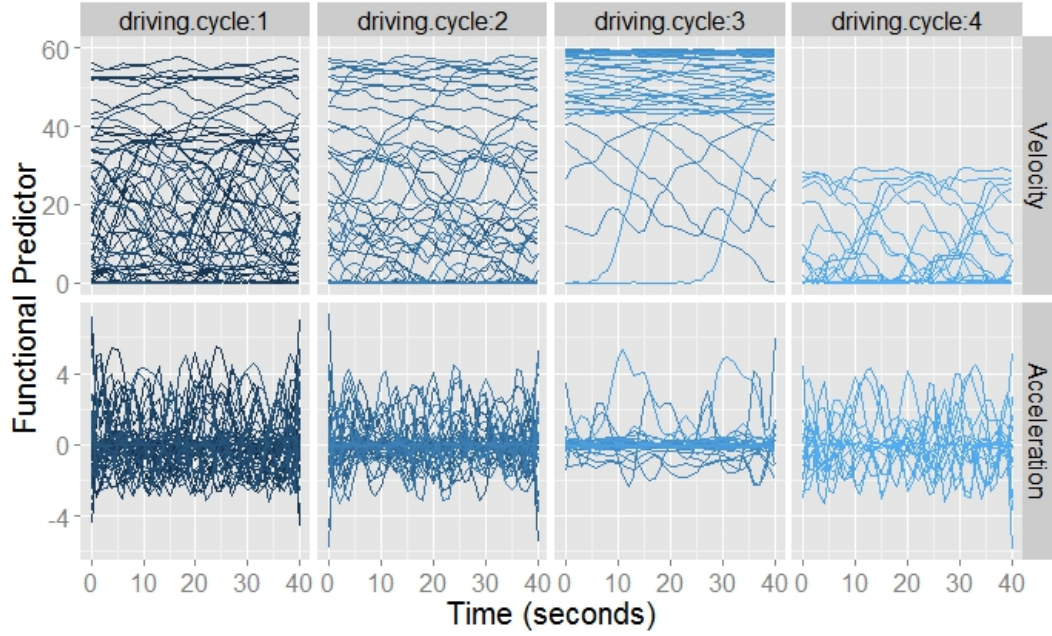 driving.cycle:1 driving.cycle:2 driving.cycle:3 driving.cycle:4
60
40
20
0
Velocity
Functional Predictor
4
0
-4
Acceleration
0 10 20 30 40 0 10 20 30 40 0 10 20 30 40 0 10 20 30 40
Time (seconds)